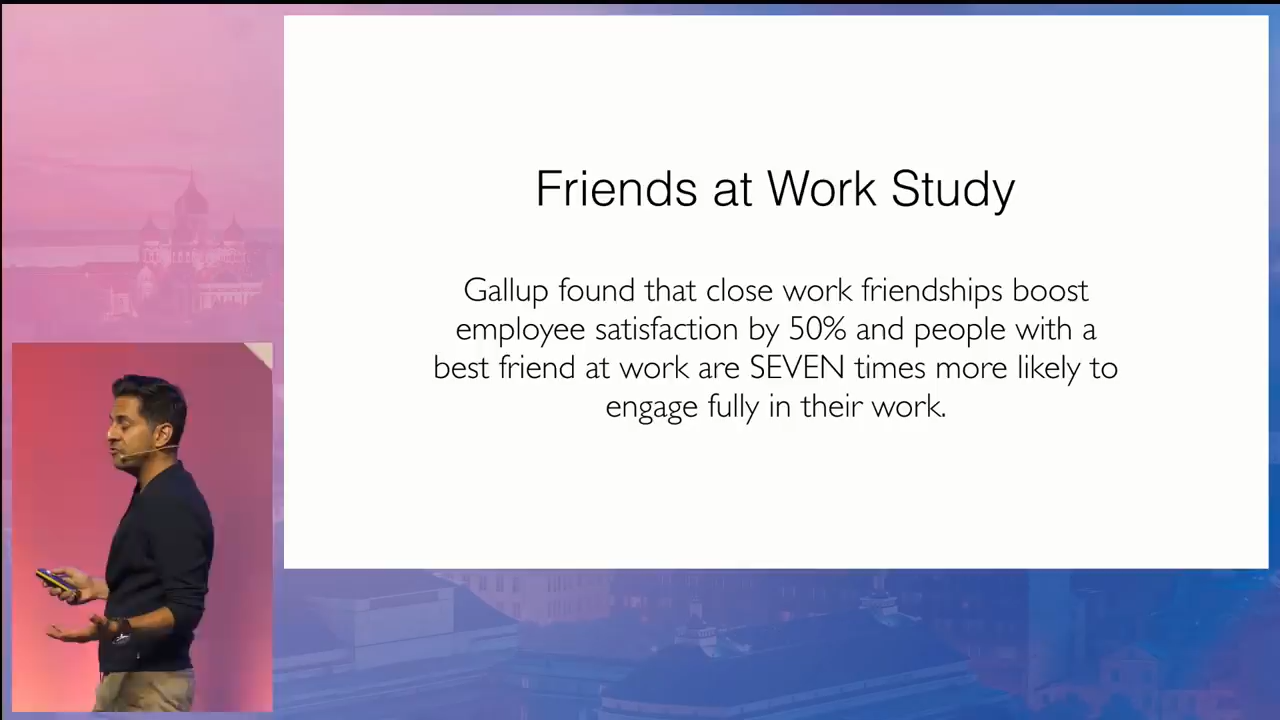 Friends at Work Study
Gallup found that close work friendships boost
employee satisfaction by 50% and people with a
best friend at work are SEVEN times more likely to
engage fully in their work.